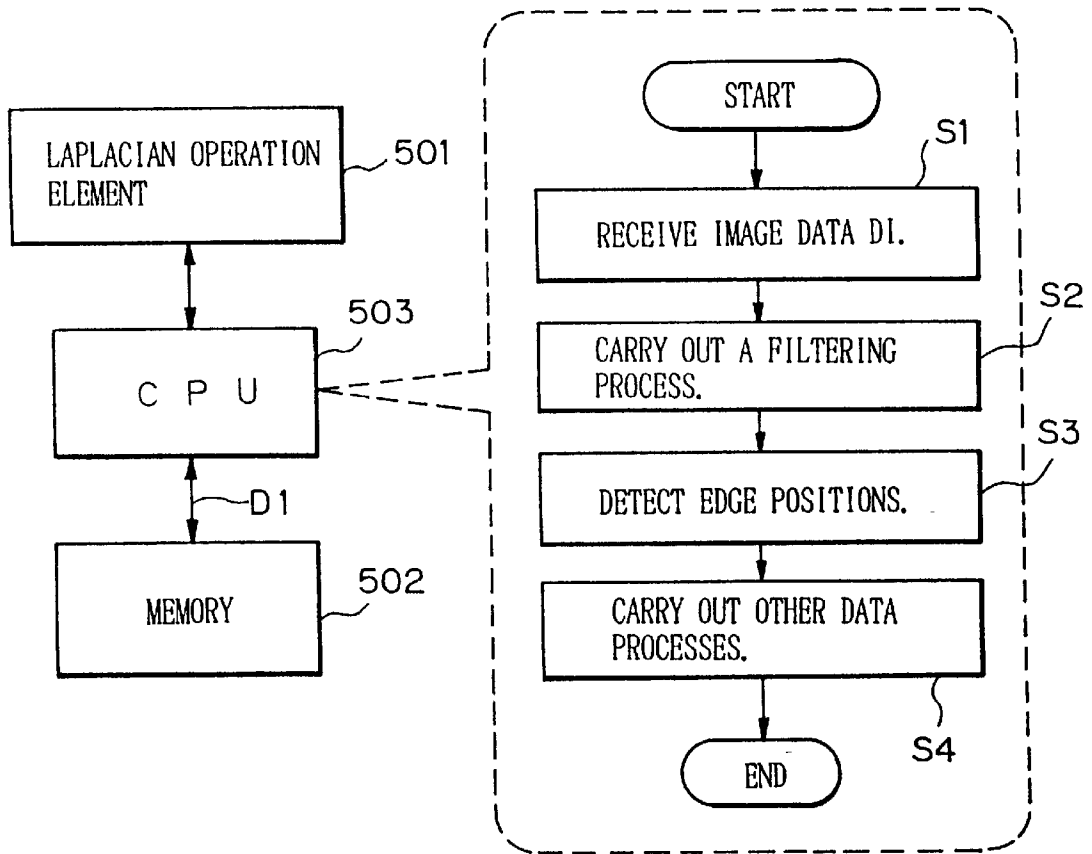 LAPLACIAN OPERATION
ELEMENT
501
503
C P U
D1
MEMORY
502
START
S1
RECEIVE IMAGE DATA DI.
S2
CARRY OUT A FILTERING
PROCESS.
S3
DETECT EDGE POSITIONS.
CARRY OUT OTHER DATA
PROCESSES.
S4
END